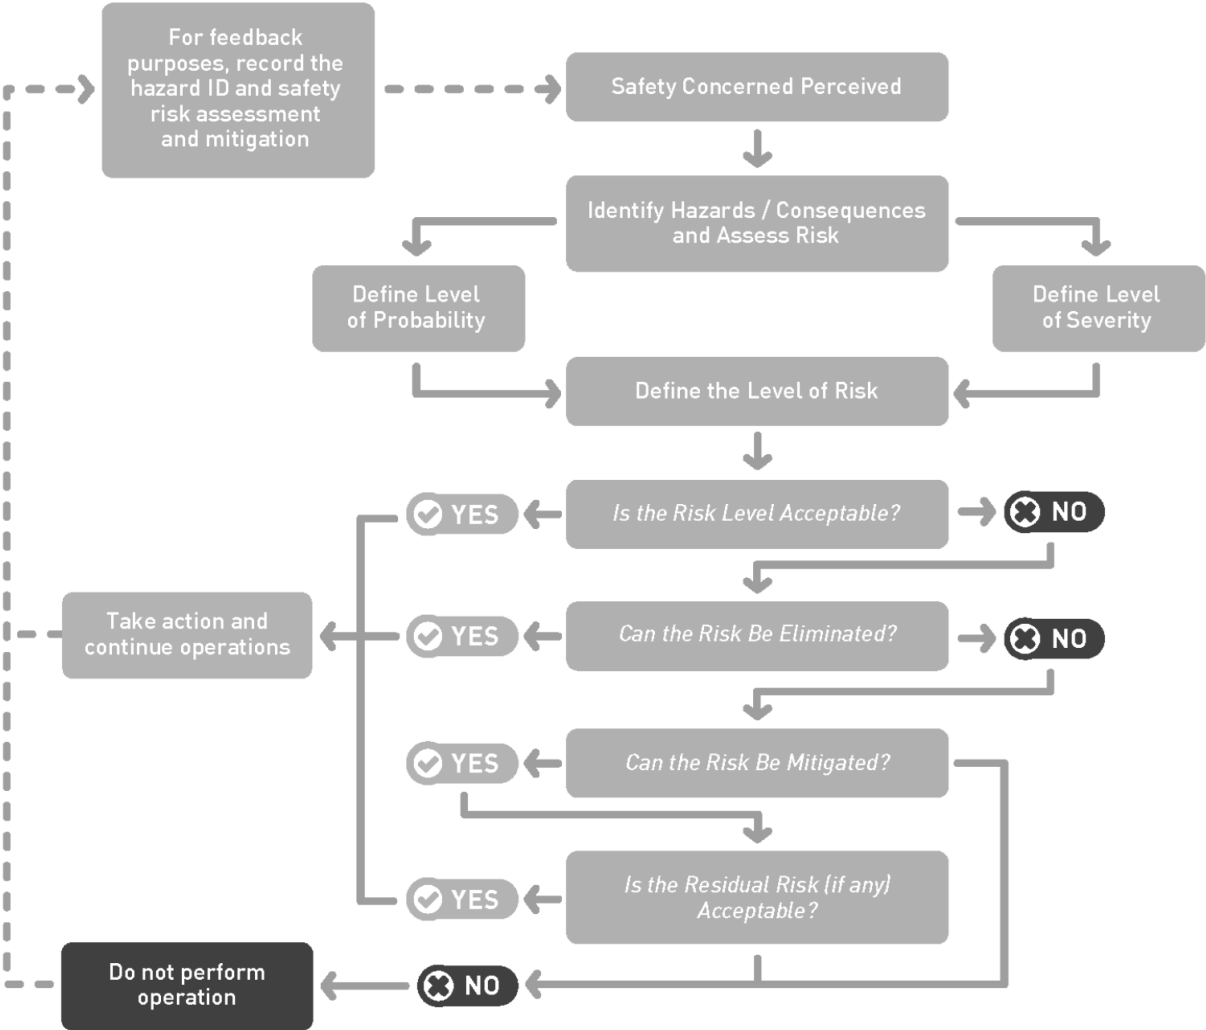 For feedback
purposes, record the
hazard ID and safety
risk assessment
and mitigation
Safety Concerned Perceived
Identify Hazards / Consequences
and Assess Risk
Define Level
of Probability
Define Level
of Severity
Define the Level of Risk
YES
Is the Risk Level Acceptable?
NO
Take action and
continue operations
YES
Can the Risk Be Eliminated?
NO
YES
Can the Risk Be Mitigated?
YES
Is the Residual Risk (if any)
Acceptable?
Do not perform
operation
NO